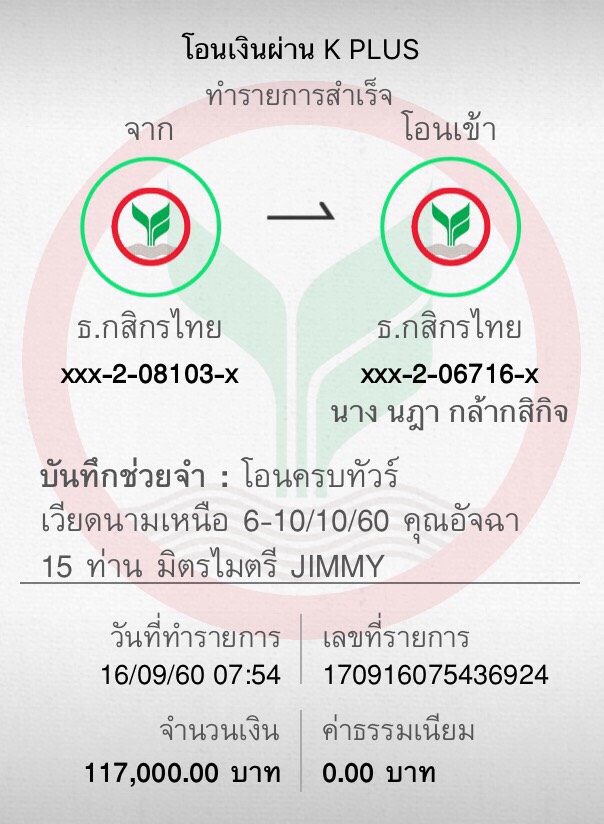 โอนเงินผ่าน K PLUS
ทำรายการสำเร็จ
จาก
โอนเข้า
ธ.กสิกรไทย
ธ.กสิกรไทย
xxx-2-08103-x
xxx-2-06716-x
นาง นฎา กล้ากสิกิจ
บันทึกช่วยจำ : โอนครบทัวร์
เวียดนามเหนือ 6-10/10/60 คุณอัจฉา
15 ท่าน มิตรไมตรี JIMMY
วันที่ทำรายการ
เลขที่รายการ
16/09/60 07:54
170916075436924
จำนวนเงิน
ค่าธรรมเนียม
117,000.00 บาท
0.00 บาท